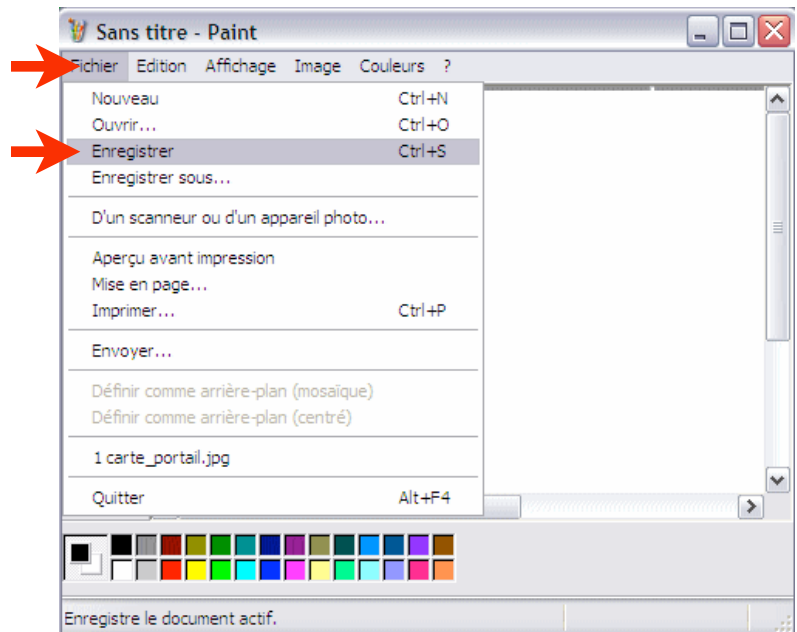 Sans titre - Paint
Fichier Edition Affichage Image Couleurs ?
Nouveau Ctrl+N
Ouvrir... Ctrl+O
Enregistrer Ctrl+S
Enregistrer sous...
D'un scanneur ou d'un appareil photo...
Aperçu avant impression
Mise en page...
Imprimer... Ctrl+P
Envoyer...
Définir comme arrière-plan (mosaïque)
Définir comme arrière-plan (centré)
1 carte_portail.jpg
Quitter Alt+F4
Enregistre le document actif.